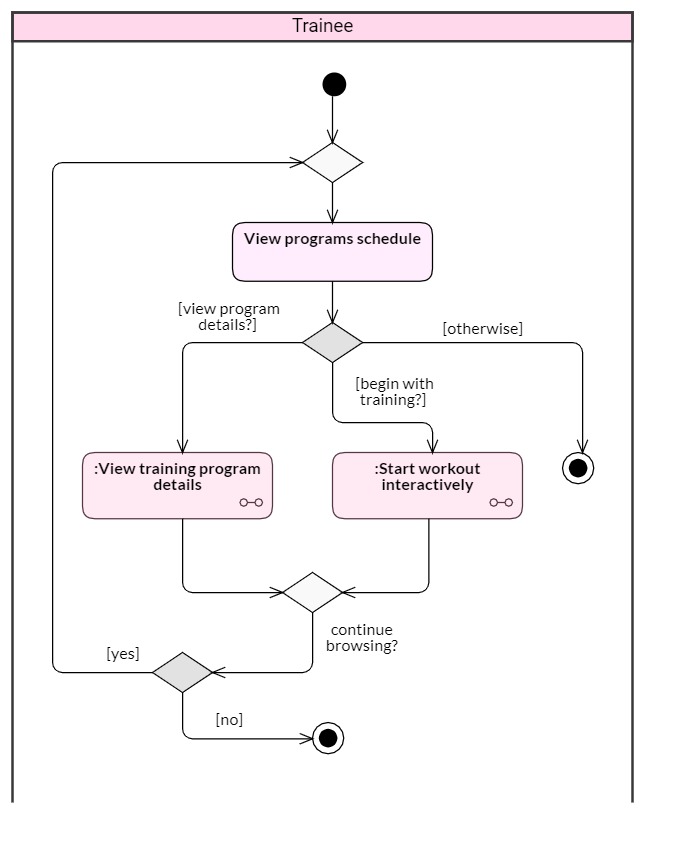 Trainee
View programs schedule
[view program
details?]
[otherwise]
[begin with
training?]
:View training program
details
:Start workout
interactively
continue
browsing?
[yes]
[no]